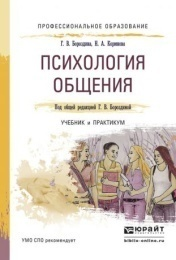 ПРОФЕССИОНАЛЬНОЕ ОБРАЗОВАНИЕ
Г. В. Бороздина, Н. А. Кормнова
ПСИХОЛОГИЯ
ОБЩЕНИЯ
Под общей редакцией Г. В. Бороздиной
УЧЕБНИК И ПРАКТИКУМ
УМО СПО рекомендует
юрайт
biblio-online.ru